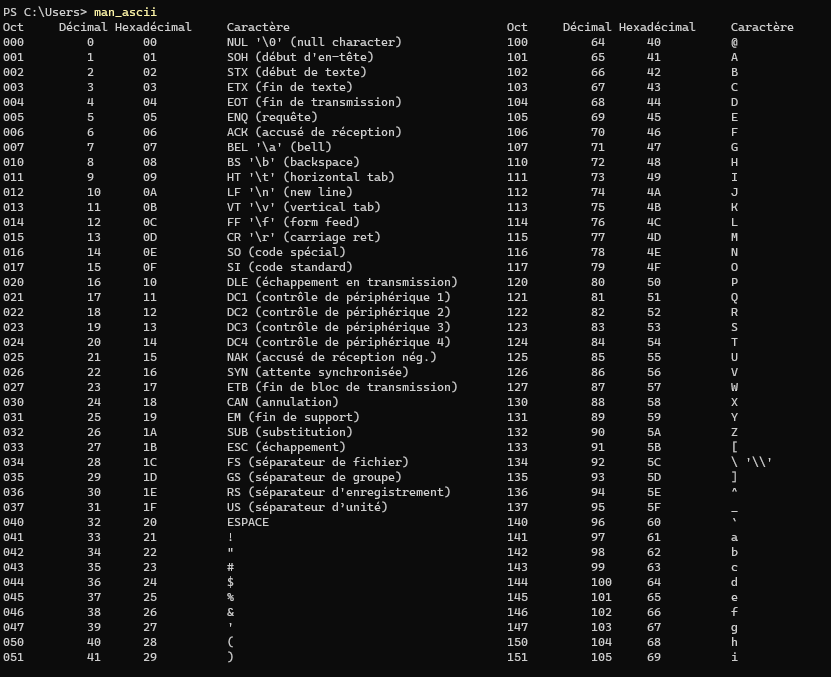 PS C:\Users> man_ascii
Oct Décimal Hexadécimal Caractère Oct Décimal Hexadécimal Caractère
000 0 00 NUL '\0' (null character) 100 64 40 @
001 1 01 SOH (début d'en-tête) 101 65 41 A
002 2 02 STX (début de texte) 102 66 42 B
003 3 03 ETX (fin de texte) 103 67 43 C
004 4 04 EOT (fin de transmission) 104 68 44 D
005 5 05 ENQ (requête) 105 69 45 E
006 6 06 ACK (accusé de réception) 106 70 46 F
007 7 07 BEL '\a' (bell) 107 71 47 G
010 8 08 BS '\b' (backspace) 110 72 48 H
011 9 09 HT '\t' (horizontal tab) 111 73 49 I
012 10 0A LF '\n' (new line) 112 74 4A J
013 11 0B VT '\v' (vertical tab) 113 75 4B K
014 12 0C FF '\f' (form feed) 114 76 4C L
015 13 0D CR '\r' (carriage ret) 115 77 4D M
016 14 0E SO (code spécial) 116 78 4E N
017 15 0F SI (code standard) 117 79 4F O
020 16 10 DLE (échappement en transmission) 120 80 50 P
021 17 11 DC1 (contrôle de périphérique 1) 121 81 51 Q
022 18 12 DC2 (contrôle de périphérique 2) 122 82 52 R
023 19 13 DC3 (contrôle de périphérique 3) 123 83 53 S
024 20 14 DC4 (contrôle de périphérique 4) 124 84 54 T
025 21 15 NAK (accusé de réception nég.) 125 85 55 U
026 22 16 SYN (attente synchronisée) 126 86 56 V
027 23 17 ETB (fin de bloc de transmission) 127 87 57 W
030 24 18 CAN (annulation) 130 88 58 X
031 25 19 EM (fin de support) 131 89 59 Y
032 26 1A SUB (substitution) 132 90 5A Z
033 27 1B ESC (échappement) 133 91 5B [
034 28 1C FS (séparateur de fichier) 134 92 5C \ '\\'
035 29 1D GS (séparateur de groupe) 135 93 5D ]
036 30 1E RS (séparateur d'enregistrement) 136 94 5E ^
037 31 1F US (séparateur d'unité) 137 95 5F _
040 32 20 ESPACE 140 96 60 `
041 33 21 ! 141 97 61 a
042 34 22 " 142 98 62 b
043 35 23 # 143 99 63 c
044 36 24 $ 144 100 64 d
045 37 25 % 145 101 65 e
046 38 26 & 146 102 66 f
047 39 27 ' 147 103 67 g
050 40 28 ( 150 104 68 h
051 41 29 ) 151 105 69 i